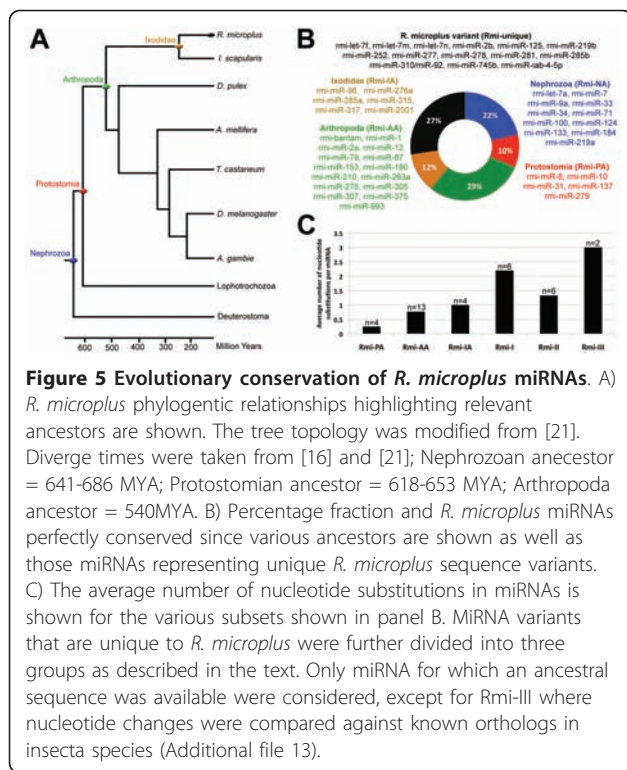 A
Ixodidae
R. microplus
I. scapularis
Arthropoda
D. pulex
A. mellifera
T. castaneum
Protostomia
D. melanogaster
A. gambie
Nephrozoa
Lophotrochoza
Deuterostoma
600 500 400 300 200 100 Million Years
B
R. microplus variant (Rmi-unique)
rmi-let-7f, rmi-let-7m, rmi-let-7n, rmi-miR-2b, rmi-miR-125, rmi-miR-219b
rmi-miR-252, rmi-miR-277, rmi-miR-278, rmi-miR-281, rmi-miR-285b
rmi-miR-310/miR-92, rmi-miR-745b, rmi-miR-iab-4-5p
Ixodidae (Rmi-IA)
rmi-miR-96, rmi-miR-276a
rmi-miR-285a, rmi-miR-315,
rmi-miR-317, rmi-miR-2001
Arthropoda (Rmi-AA)
rmi-bantam, rmi-miR-1
rmi-miR-2a, rmi-miR-12
rmi-miR-79, rmi-miR-87
rmi-miR-153, rmi-miR-190
rmi-miR-210, rmi-miR-263a
rmi-miR-275, rmi-miR-305
rmi-miR-307, rmi-miR-375
rmi-miR-993
27%
22%
10%
29%
12%
Nephrozoa (Rmi-NA)
rmi-let-7a, rmi-miR-7
rmi-miR-9a, rmi-miR-33
rmi-miR-34, rmi-miR-71
rmi-miR-100, rmi-miR-124
rmi-miR-133, rmi-miR-184
rmi-miR-219a
Protostomia (Rmi-PA)
rmi-miR-8, rmi-miR-10
rmi-miR-31, rmi-miR-137
rmi-miR-279
C
Average number of nucleotide
substitutions per miRNA
3.5
3
2.5
2
1.5
1
0.5
0
n=4
n=13
n=4
n=6
n=6
n=2
Rmi-PA Rmi-AA Rmi-IA Rmi-I Rmi-II Rmi-III
Figure 5 Evolutionary conservation of R. microplus miRNAs. A)
R. microplus phylogentic relationships highlighting relevant
ancestors are shown. The tree topology was modified from [21].
Diverge times were taken from [16] and [21]; Nephrozoan anecestor
= 641-686 MYA; Protostomian ancestor = 618-653 MYA; Arthropoda
ancestor = 540MYA. B) Percentage fraction and R. microplus miRNAs
perfectly conserved since various ancestors are shown as well as
those miRNAs representing unique R. microplus sequence variants.
C) The average number of nucleotide substitutions in miRNAs is
shown for the various subsets shown in panel B. MiRNA variants
that are unique to R. microplus were further divided into three
groups as described in the text. Only miRNA for which an ancestral
sequence was available were considered, except for Rmi-III where
nucleotide changes were compared against known orthologs in
insecta species (Additional file 13).